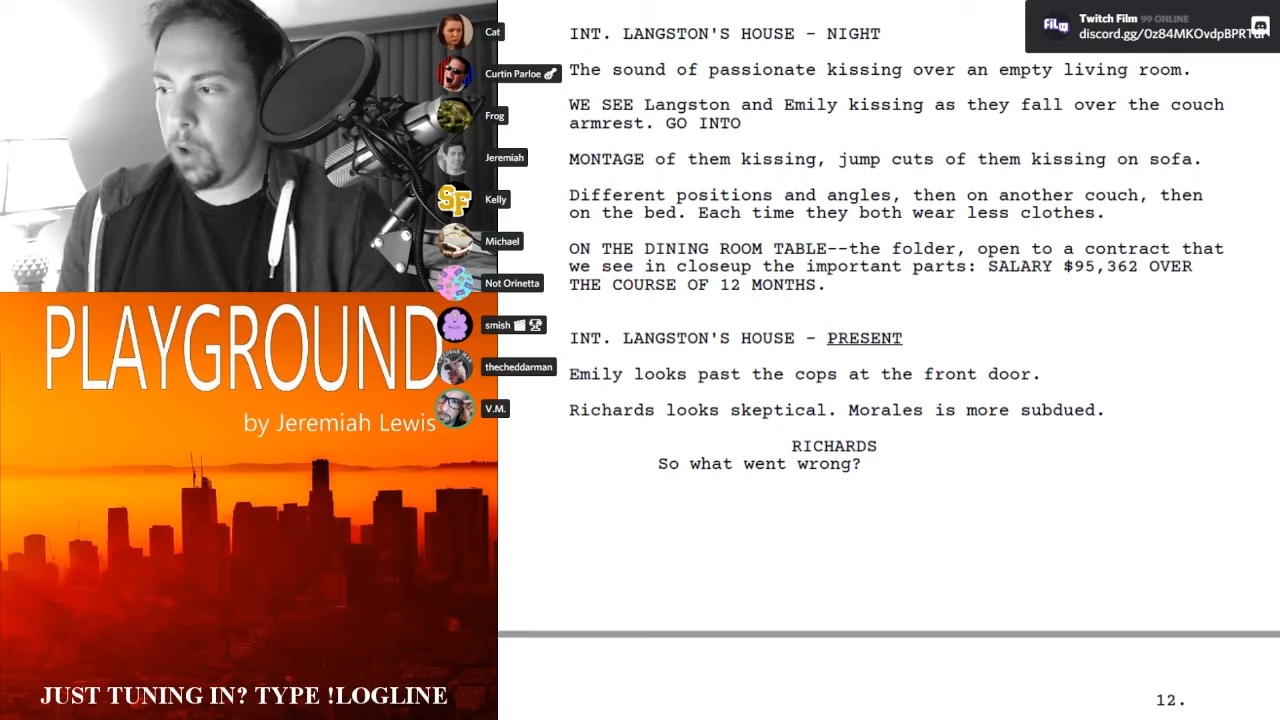 Cat
Curtin Parloe
Frog
Jeremiah
Kelly
SF
Michael
Not Orinetta
smish
thecheddarman
V.M.
PLAYGROUND
by Jeremiah Lewis
JUST TUNING IN? TYPE !LOGLINE
Twitch Film 99 ONLINE
INT. LANGSTON'S HOUSE - NIGHT
The sound of passionate kissing over an empty living room.
WE SEE Langston and Emily kissing as they fall over the couch
armrest. GO INTO
MONTAGE of them kissing, jump cuts of them kissing on sofa.
Different positions and angles, then on another couch, then
on the bed. Each time they both wear less clothes.
ON THE DINING ROOM TABLE--the folder, open to a contract that
we see in closeup the important parts: SALARY $95,362 OVER
THE COURSE OF 12 MONTHS.
INT. LANGSTON'S HOUSE - PRESENT
Emily looks past the cops at the front door.
Richards looks skeptical. Morales is more subdued.
RICHARDS
So what went wrong?
12.